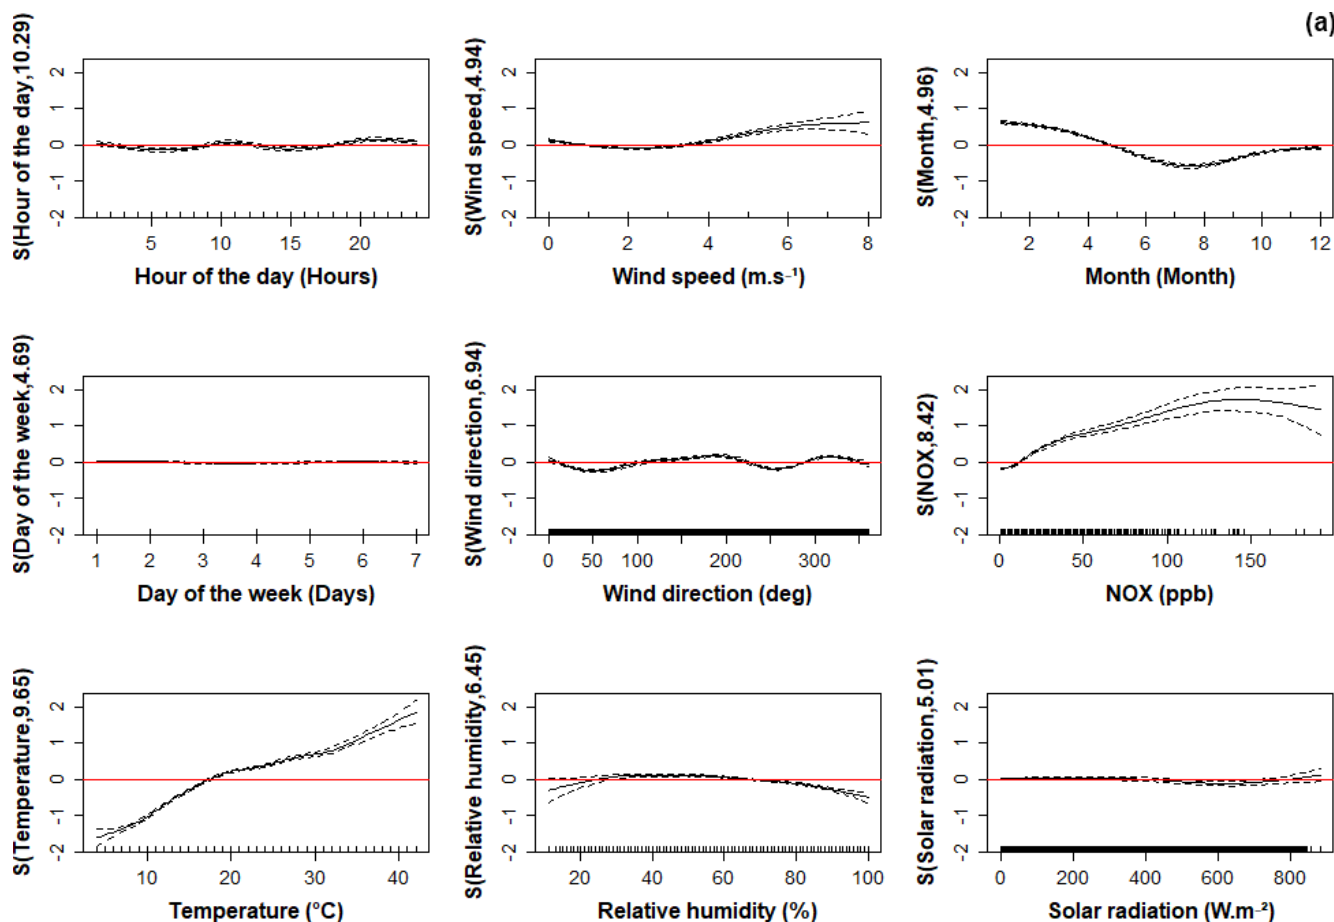 (a)
S(Hour of the day,10.29)
2
1
0
-1
-2
5 10 15 20
Hour of the day (Hours)
S(Wind speed,4.94)
2
1
0
-1
-2
0 2 4 6 8
Wind speed (m.s⁻¹)
S(Month,4.96)
2
1
0
-1
-2
2 4 6 8 10 12
Month (Month)
S(Day of the week,4.69)
2
1
0
-1
-2
1 2 3 4 5 6 7
Day of the week (Days)
S(Wind direction,6.94)
2
1
0
-1
-2
0 50 100 200 300
Wind direction (deg)
S(NOX,8.42)
2
1
0
-1
-2
0 50 100 150
NOX (ppb)
S(Temperature,9.65)
2
1
0
-1
-2
10 20 30 40
Temperature (°C)
S(Relative humidity,6.45)
2
1
0
-1
-2
20 40 60 80 100
Relative humidity (%)
S(Solar radiation,5.01)
2
1
0
-1
-2
0 200 400 600 800
Solar radiation (W.m⁻²)